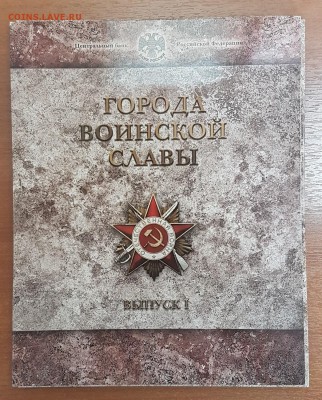 COINS.LAVE.RU
Центральный банк Российской Федерации
ГОРОДА
ВОИНСКОЙ
СЛАВЫ
ВЫПУСК I